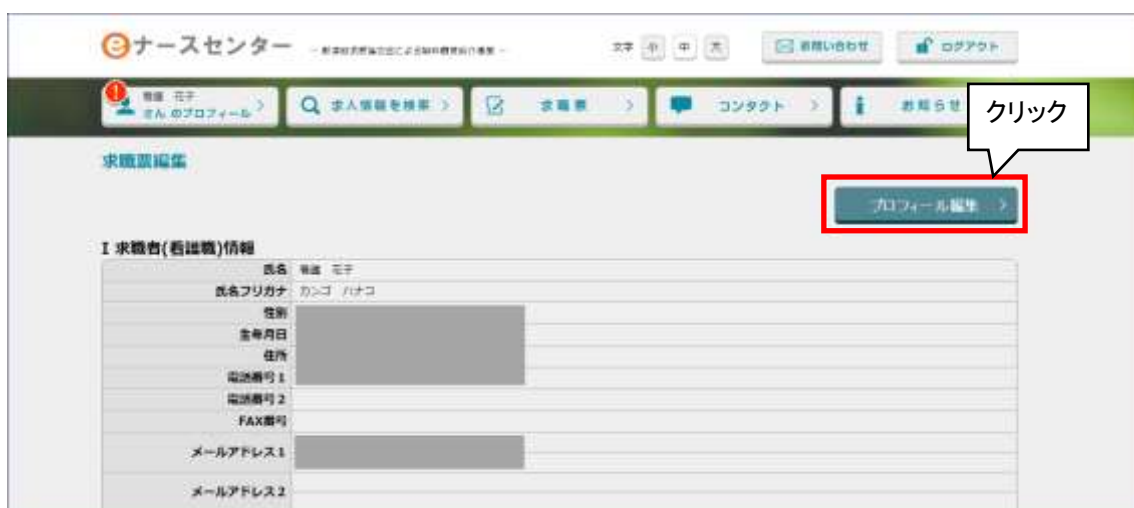 eナースセンター
文字 小 中 大
お問い合わせ
ログアウト
看護 花子
さん のプロフィール
求人情報を検索
求職票
コンタクト
お知らせ
クリック
求職票編集
プロフィール編集
I 求職者(看護職)情報
氏名 看護 花子
氏名フリガナ カンゴ ハナコ
性別
生年月日
住所
電話番号1
電話番号2
FAX番号
メールアドレス1
メールアドレス2